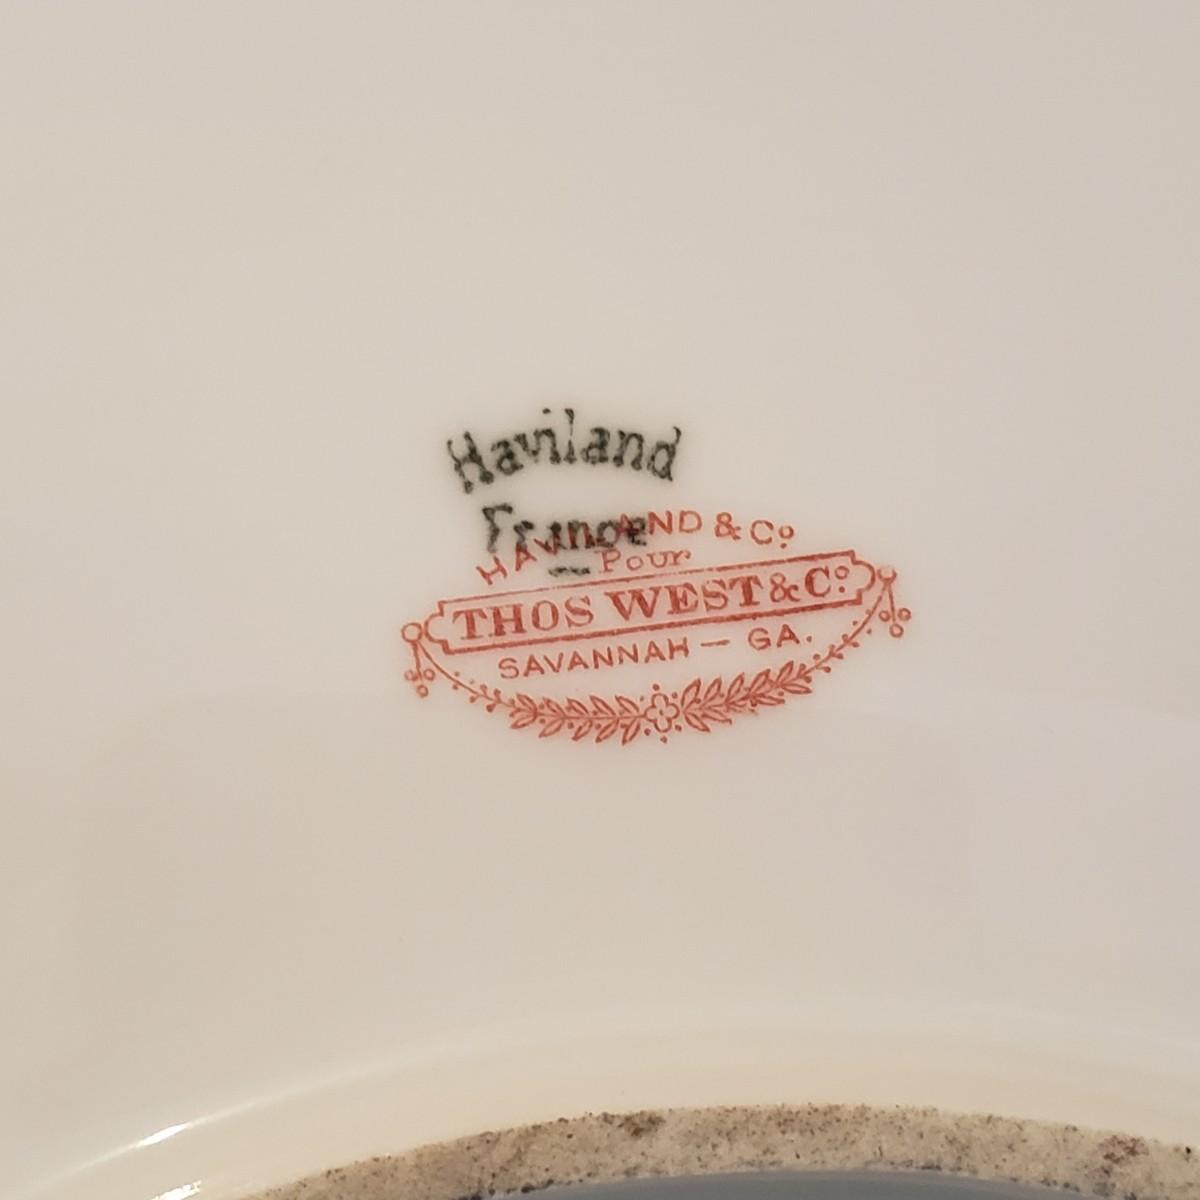 Haviland
France
HAVILAND & Co
Pour
THOS WEST & Co.
SAVANNAH — GA.